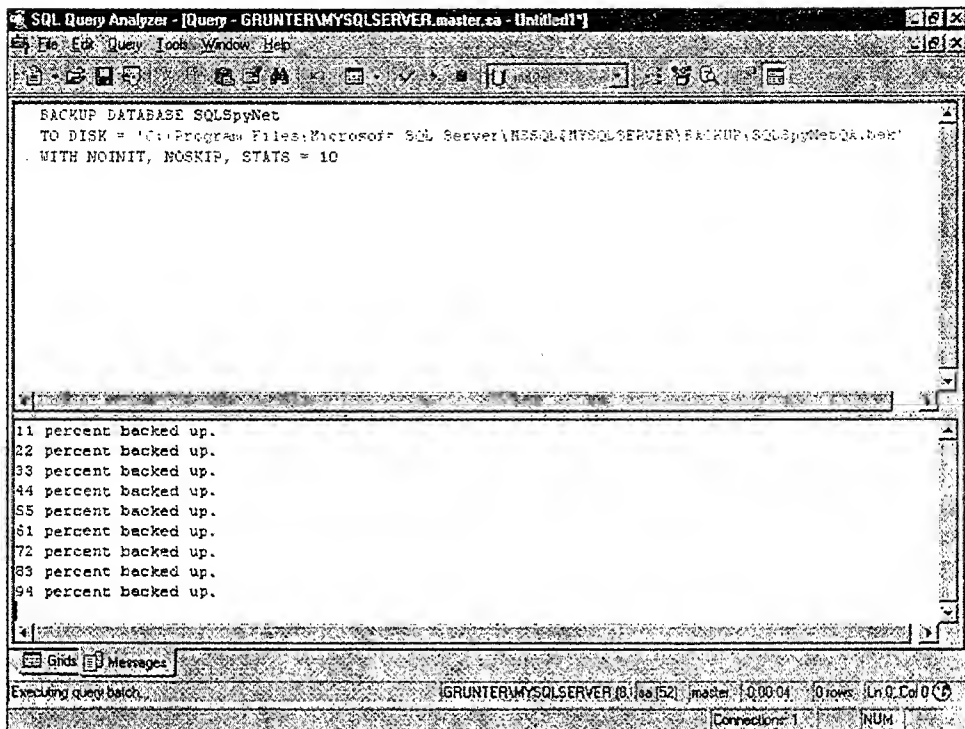 SQL Query Analyzer - [Query - GRUNTER\MYSQLSERVER.master.sa - Untitled1*]
File Edit Query Tools Window Help
BACKUP DATABASE SQLSpyNet
TO DISK = 'C:\Program Files\Microsoft SQL Server\MSSQL$MYSQLSERVER\BACKUP\SQLSpyNetQA.bak'
WITH NOINIT, NOSKIP, STATS = 10
11 percent backed up.
22 percent backed up.
33 percent backed up.
44 percent backed up.
55 percent backed up.
61 percent backed up.
72 percent backed up.
83 percent backed up.
94 percent backed up.
Grids Messages
Executing query batch... GRUNTER\MYSQLSERVER (8. sa (52) master 0:00:04 0 rows Ln 0, Col 0
Connections: 1 NUM